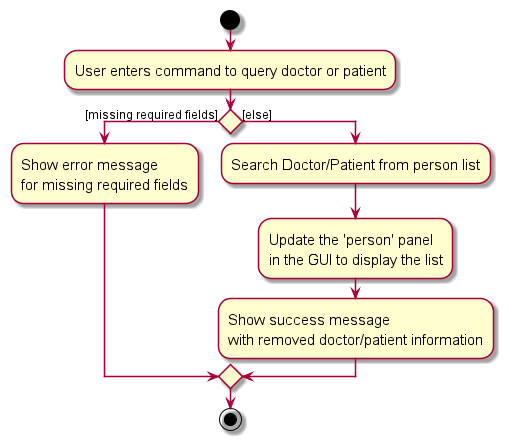 User enters command to query doctor or patient
[missing required fields]
[else]
Show error message
for missing required fields
Search Doctor/Patient from person list
Update the 'person' panel
in the GUI to display the list
Show success message
with removed doctor/patient information